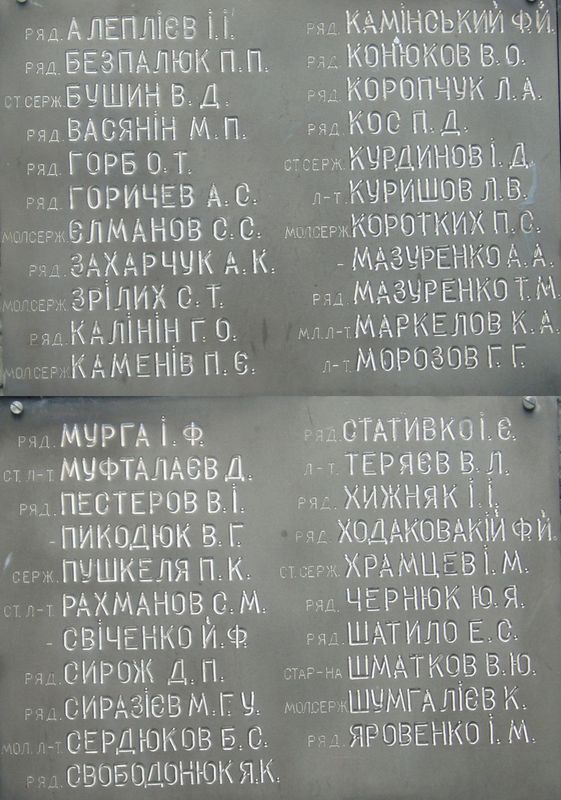 РЯД. АЛЕПЛІЄВ І.І.
РЯД. БЕЗПАЛЮК П.П.
СТ.СЕРЖ. БУШИН В.Д.
РЯД. ВАСЯНІН М.П.
РЯД. ГОРБ О.Т.
РЯД. ГОРИЧЕВ А.С.
МОЛ.СЕРЖ. ЄЛМАНОВ С.С.
РЯД. ЗАХАРЧУК А.К.
МОЛ.СЕРЖ. ЗРІЛИХ С.Т.
РЯД. КАЛІНІН Г.О.
МОЛ.СЕРЖ. КАМЕНІВ П.Є.
РЯД. КАМІНСЬКИЙ Ф.Й.
РЯД. КОНЮКОВ В.О.
РЯД. КОРОПЧУК Л.А.
РЯД. КОС П.Д.
СТ.СЕРЖ. КУРДИНОВ І.Д.
Л-Т. КУРИШОВ Л.В.
МОЛ.СЕРЖ. КОРОТКИХ П.С.
- МАЗУРЕНКО А.А.
РЯД. МАЗУРЕНКО Т.М.
МЛ.Л-Т. МАРКЕЛОВ К.А.
Л-Т. МОРОЗОВ Г.Г.
РЯД. МУРГА І.Ф.
СТ.Л-Т. МУФТАЛАЄВ Д.
РЯД. ПЕСТЕРОВ В.І.
- ПИКОДЮК В.Г.
СЕРЖ. ПУШКЕЛЯ П.К.
СТ.Л-Т. РАХМАНОВ С.М.
- СВІЧЕНКО Й.Ф.
РЯД. СИРОЖ Д.П.
РЯД. СИРАЗІЄВ М.Г.У.
МОЛ.Л-Т. СЕРДЮКОВ Б.С.
РЯД. СВОБОДОНЮК Я.К.
РЯД. СТАТИВКО І.Є.
Л-Т. ТЕРЯЄВ В.Л.
РЯД. ХИЖНЯК І.І.
РЯД. ХОДАКОВАКІЙ Ф.Й.
СТ.СЕРЖ. ХРАМЦЕВ І.М.
РЯД. ЧЕРНЮК Ю.Я.
РЯД. ШАТИЛО Е.С.
СТАР-НА ШМАТКОВ В.Ю.
МОЛ.СЕРЖ. ШУМГАЛІЄВ К.
РЯД. ЯРОВЕНКО І.М.